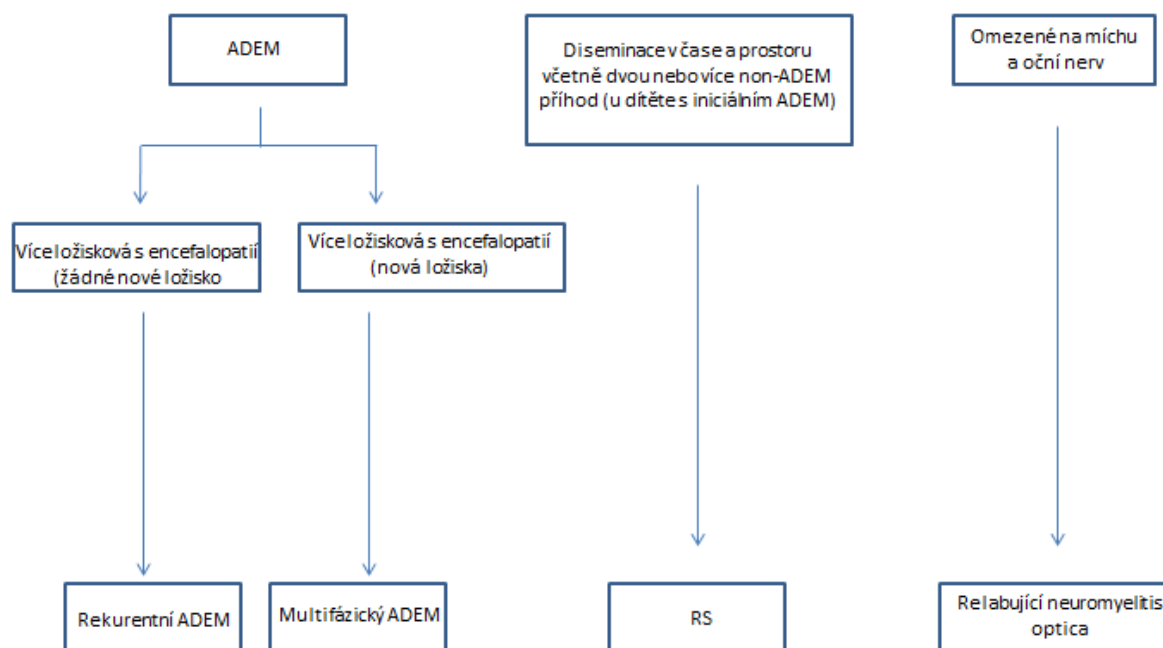 ADEM
Diseminace v čase a prostoru
včetně dvou nebo více non-ADEM
příhod (u dítěte s iniciálním ADEM)
Omezené na míchu
a oční nerv
Více ložisková s encefalopatií
(žádné nové ložisko
Více ložisková s encefalopatií
(nová ložiska)
Rekurentní ADEM
Multifázický ADEM
RS
Relabující neuromyelitis
optica